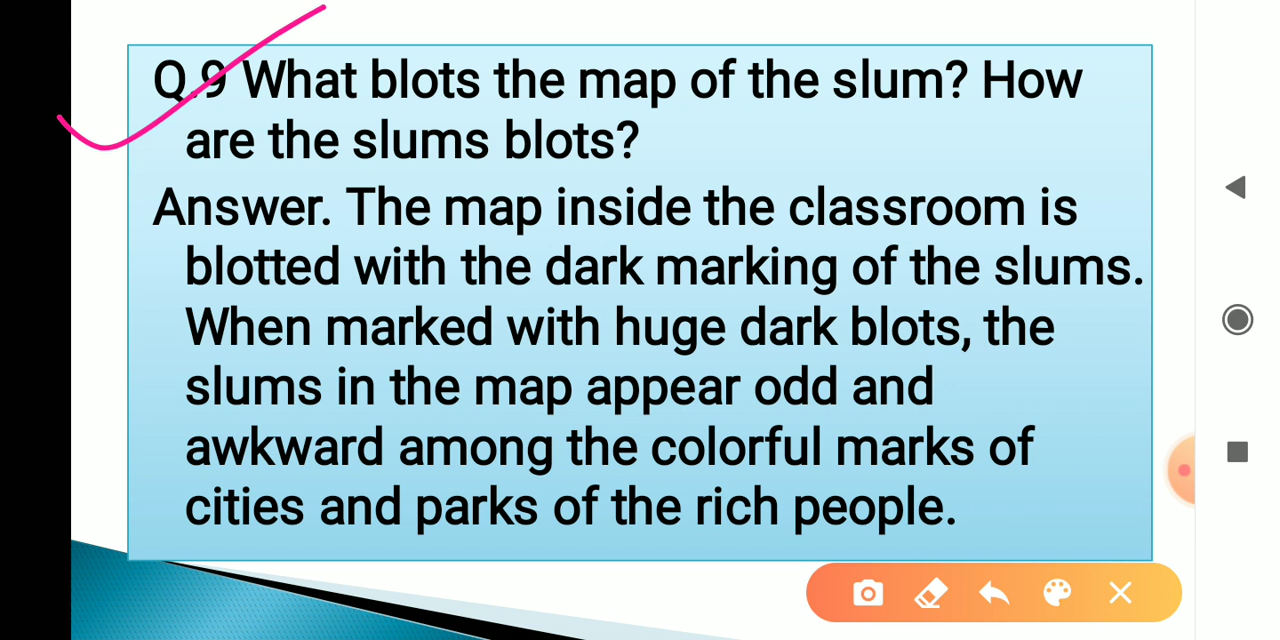 Q.9 What blots the map of the slum? How
are the slums blots?
Answer. The map inside the classroom is
blotted with the dark marking of the slums.
When marked with huge dark blots, the
slums in the map appear odd and
awkward among the colorful marks of
cities and parks of the rich people.